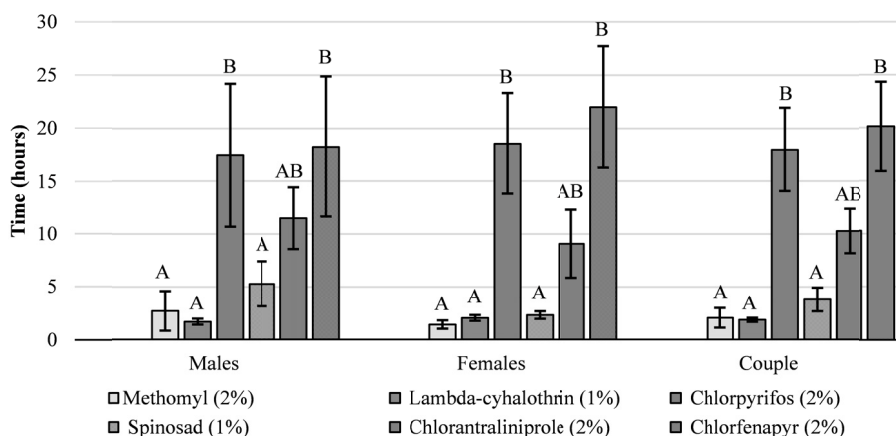 30
B
B
B
B
B
B
25
20
AB
15
AB
AB
10
A
A
A
A
A
A
A
A
A
5
0
Time (hours)
Males Females Couple
Methomyl (2%) Lambda-cyhalothrin (1%) Chlorpyrifos (2%)
Spinosad (1%) Chlorantraliniprole (2%) Chlorfenapyr (2%)